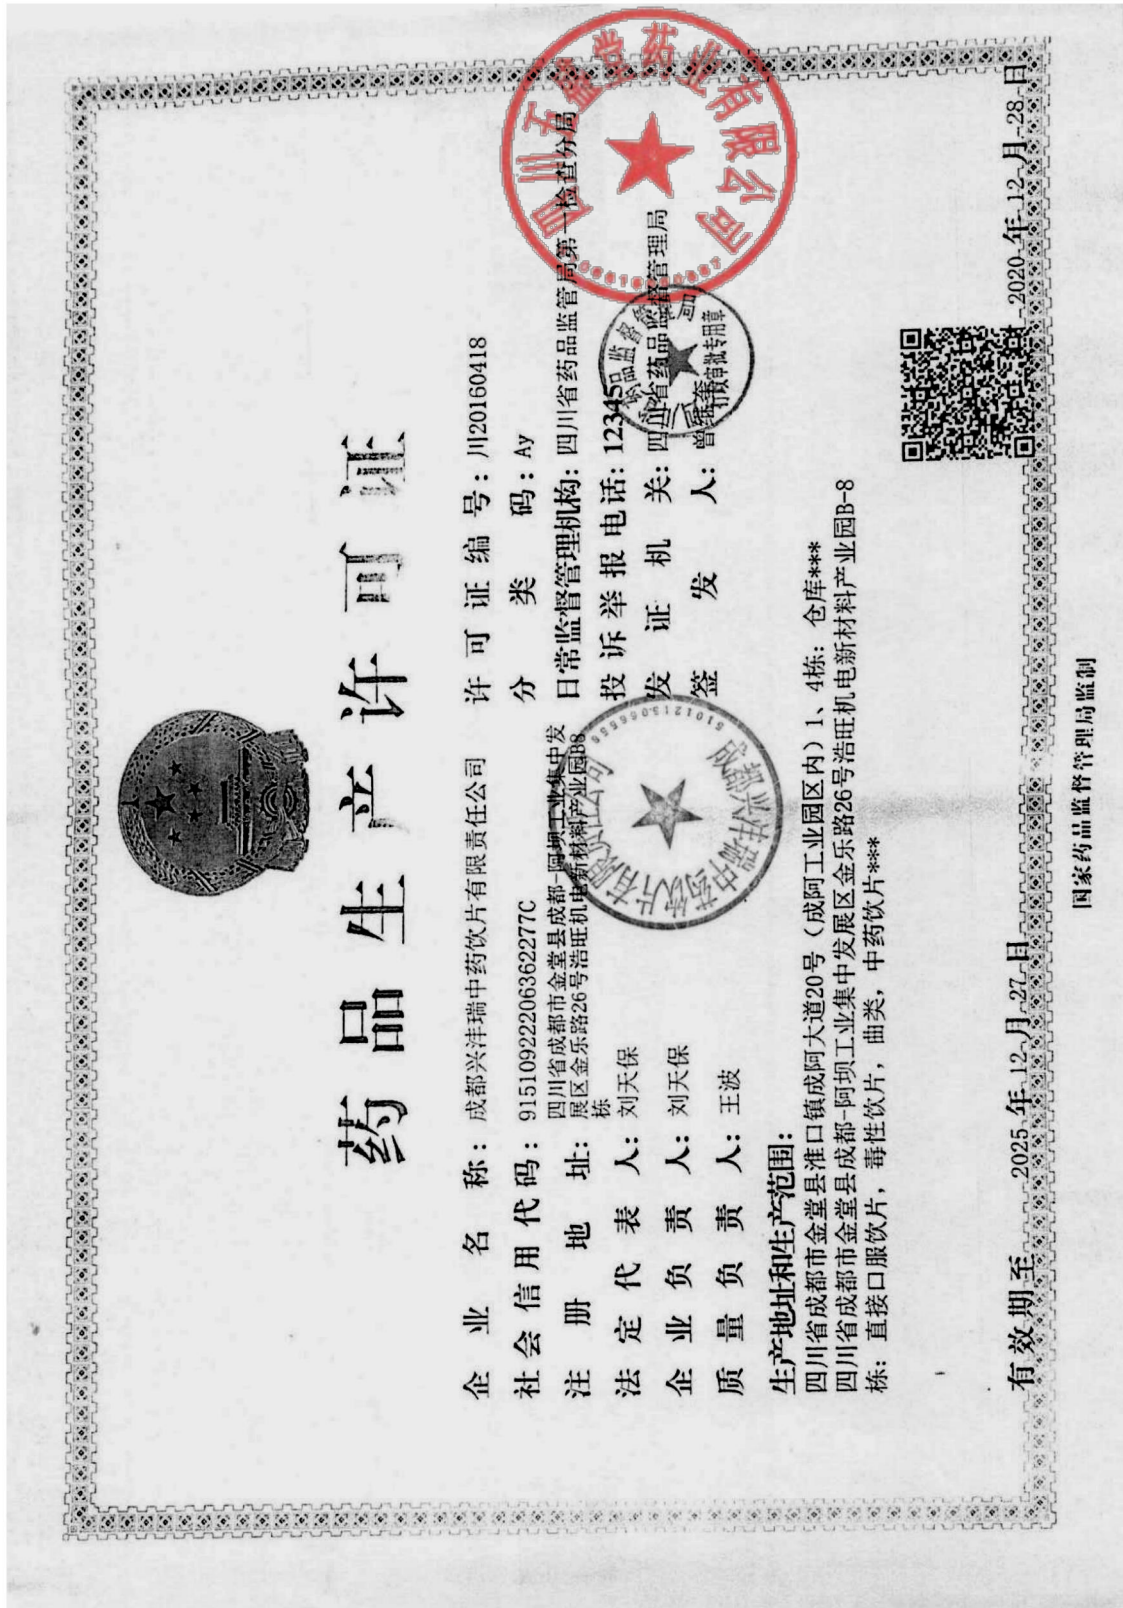 药品生产许可证
企业名称：成都兴沣瑞中药饮片有限责任公司
社会信用代码：91510922206362277C
注册地址：四川省成都市金堂县成都-阿坝工业集中发
展区金乐路26号浩旺机电新材料产业园B8
栋
法定代表人：刘天保
企业负责人：刘天保
质量负责人：王波
许可证编号：川20160418
分类码：Ay
日常监督管理机构：四川省药品监管局第一检查分局
投诉举报电话：12345
发证机关：四川省药品监督管理局
签发人：曾
生产地址和生产范围：
四川省成都市金堂县淮口镇成阿大道20号（成阿工业园区内）1、4栋：仓库***
四川省成都市金堂县成都-阿坝工业集中发展区金乐路26号浩旺机电新材料产业园B-8
栋：直接口服饮片，毒性饮片，曲类，中药饮片***
有效期至 2025年12月27日
2020年12月28日
国家药品监督管理局监制
行政审批专用章
5101215066556